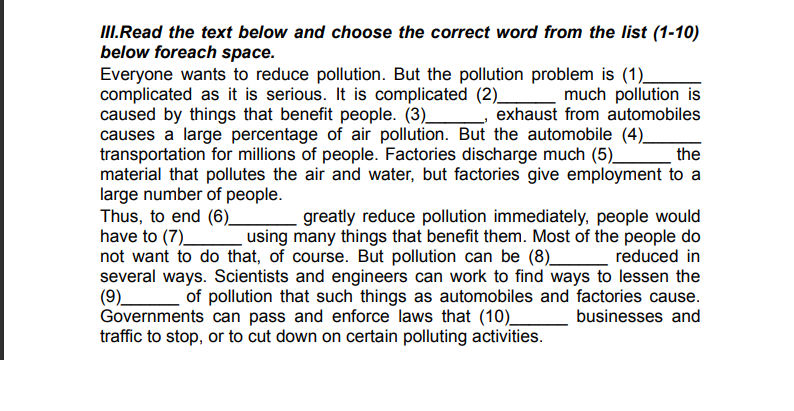 III.Read the text below and choose the correct word from the list (1-10)
below foreach space.
Everyone wants to reduce pollution. But the pollution problem is (1)_______
complicated as it is serious. It is complicated (2)_______ much pollution is
caused by things that benefit people. (3)_______, exhaust from automobiles
causes a large percentage of air pollution. But the automobile (4)_______
transportation for millions of people. Factories discharge much (5)_______ the
material that pollutes the air and water, but factories give employment to a
large number of people.
Thus, to end (6)________ greatly reduce pollution immediately, people would
have to (7)_______ using many things that benefit them. Most of the people do
not want to do that, of course. But pollution can be (8)_______ reduced in
several ways. Scientists and engineers can work to find ways to lessen the
(9)_______ of pollution that such things as automobiles and factories cause.
Governments can pass and enforce laws that (10)_______ businesses and
traffic to stop, or to cut down on certain polluting activities.